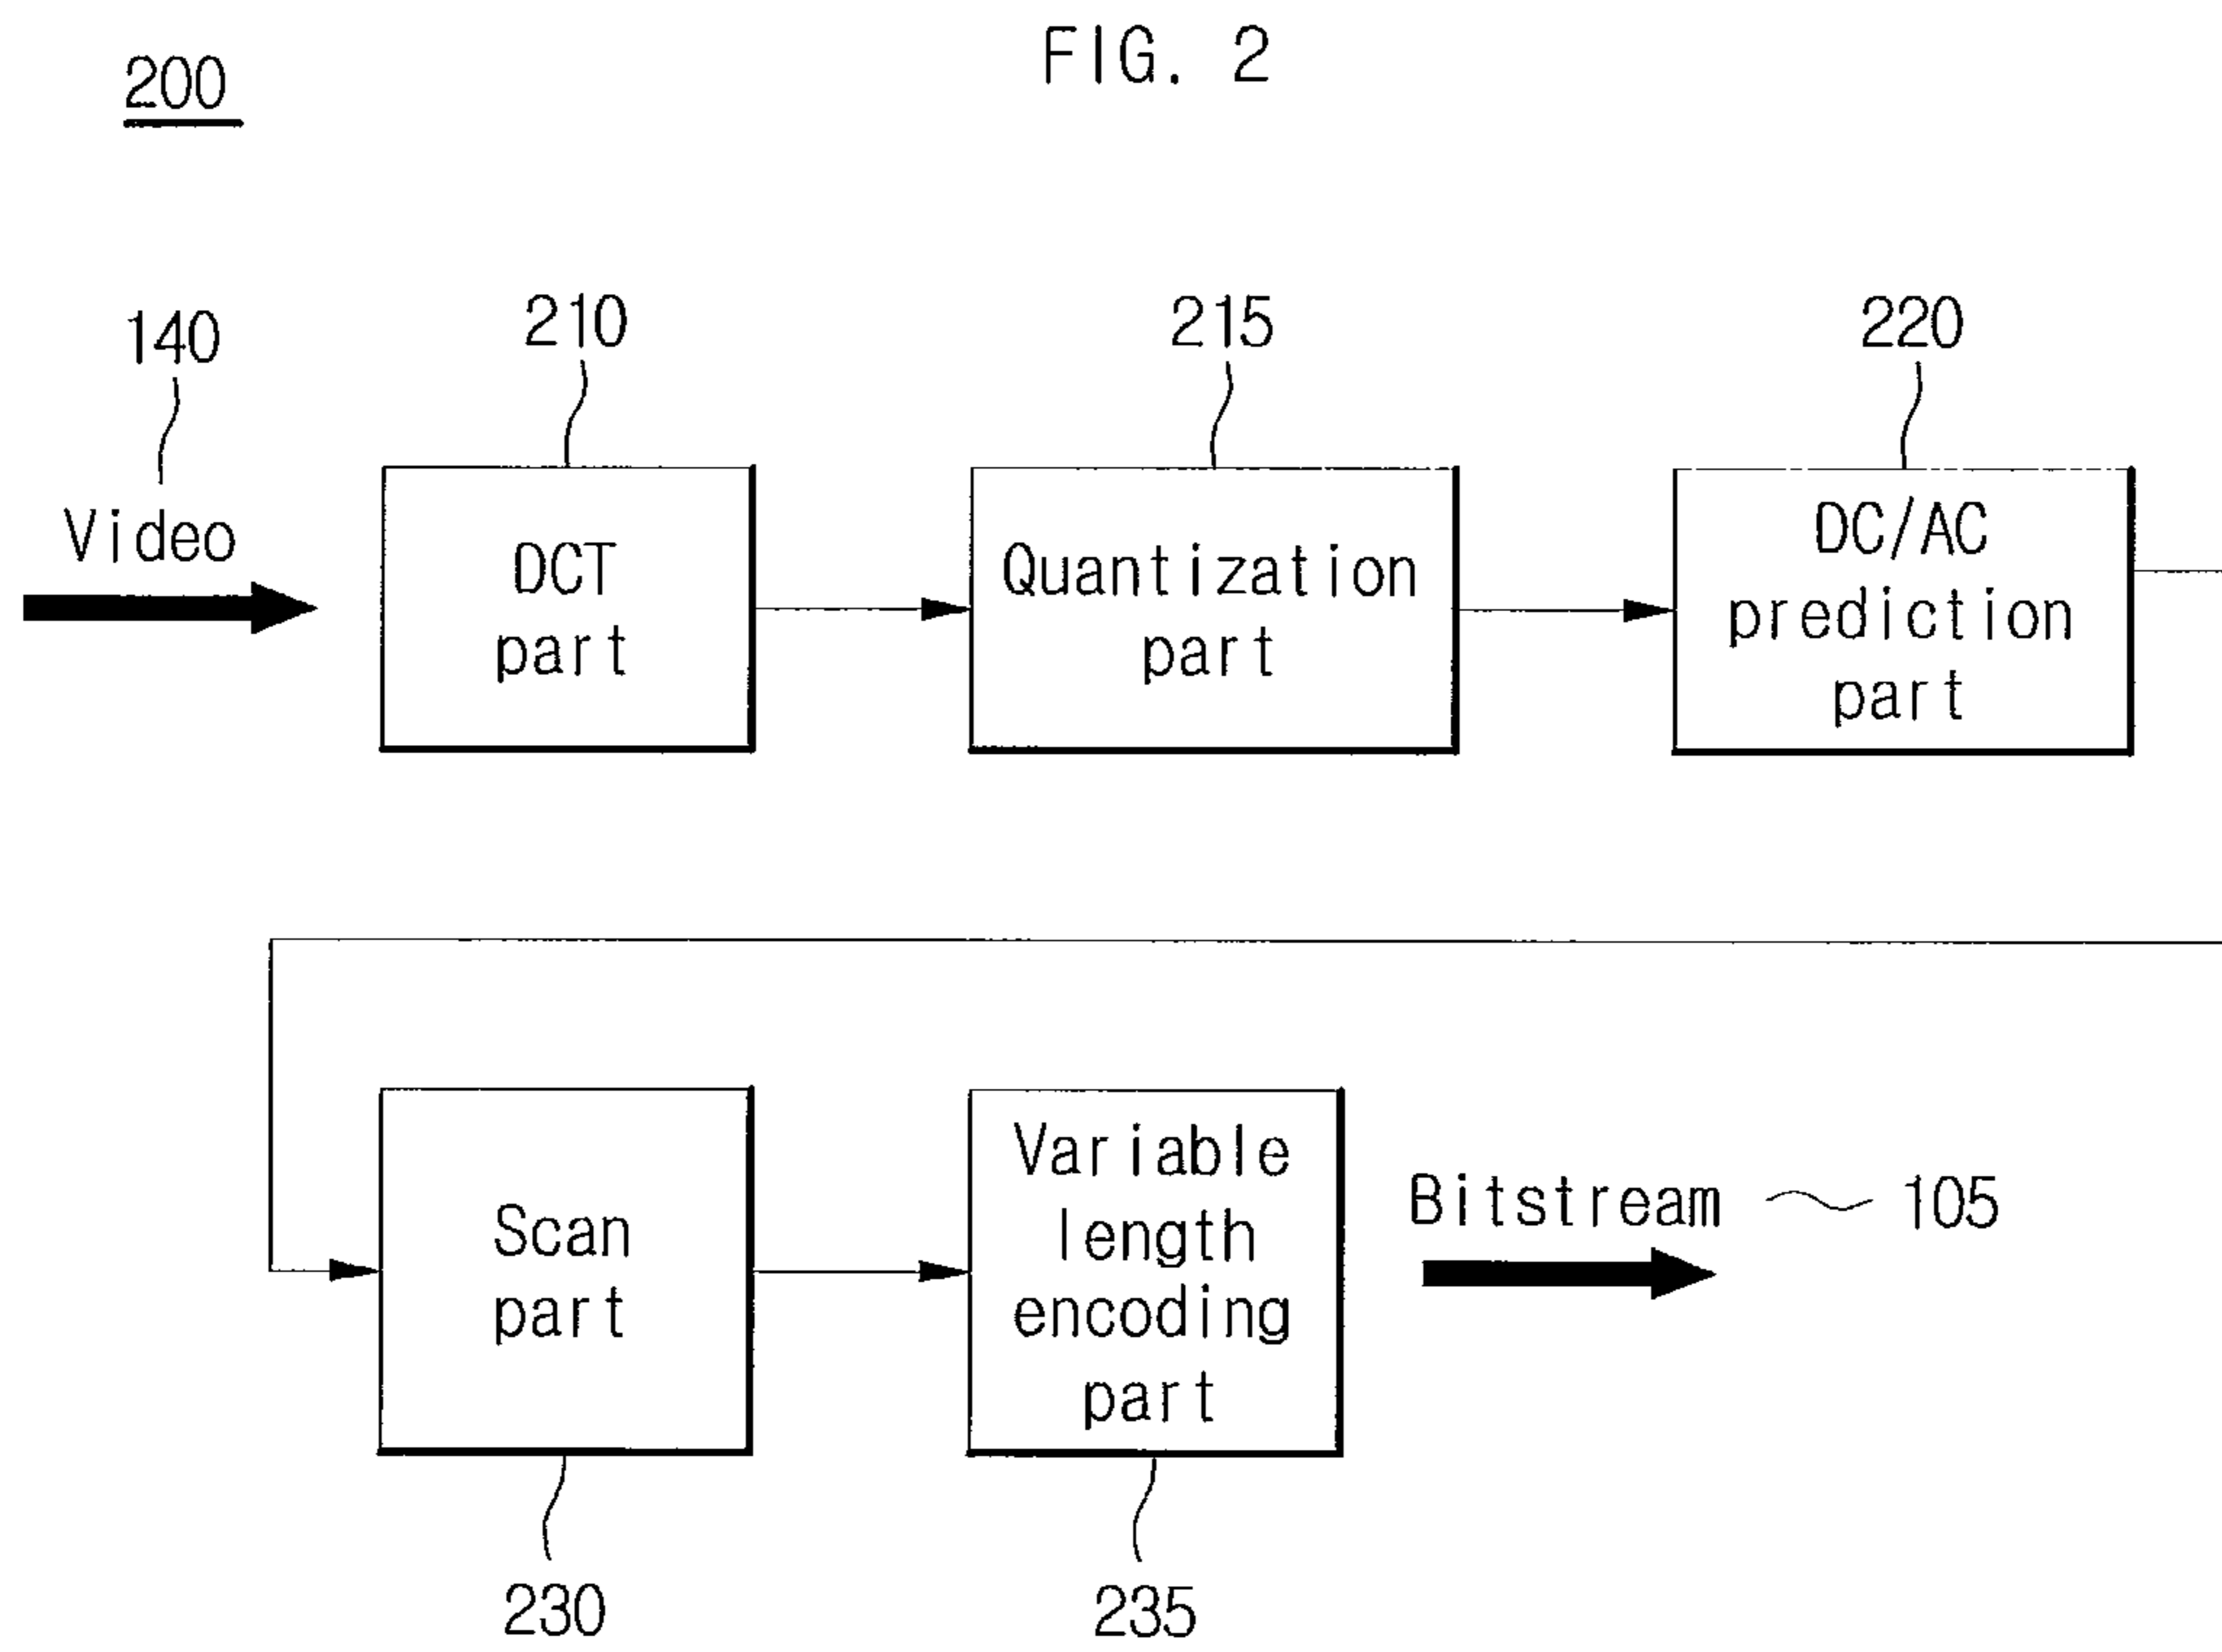 FIG. 2
200
140
210
215
220
Video
DCT
part
Quantization
part
DC/AC
prediction
part
Scan
part
Variable
length
encoding
part
Bitstream
105
230
235